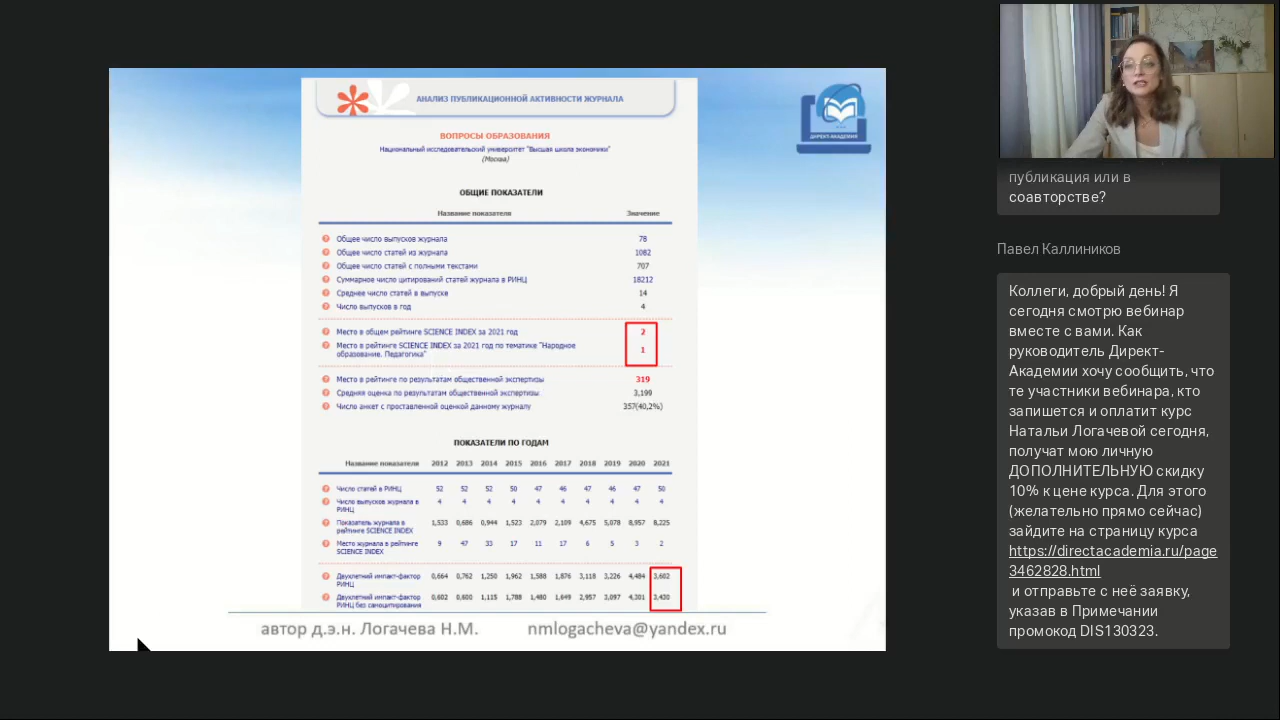 АНАЛИЗ ПУБЛИКАЦИОННОЙ АКТИВНОСТИ ЖУРНАЛА
ВОПРОСЫ ОБРАЗОВАНИЯ
Национальный исследовательский университет "Высшая школа экономики"
(Москва)
ОБЩИЕ ПОКАЗАТЕЛИ
Название показателя Значение
Общее число выпусков журнала 78
Общее число статей из журнала 1082
Общее число статей с полными текстами 707
Суммарное число цитирований статей журнала в РИНЦ 18212
Среднее число статей в выпуске 14
Число выпусков в год 4
Место в общем рейтинге SCIENCE INDEX за 2021 год 2
Место в рейтинге SCIENCE INDEX за 2021 год по тематике "Народное
образование. Педагогика" 1
Место в рейтинге по результатам общественной экспертизы 319
Средняя оценка по результатам общественной экспертизы 3,199
Число анкет с проставленной оценкой данному журналу 357(40,2%)
ПОКАЗАТЕЛИ ПО ГОДАМ
Название показателя 2012 2013 2014 2015 2016 2017 2018 2019 2020 2021
Число статей в РИНЦ 52 52 52 50 47 46 47 46 47 50
Число выпусков журнала в
РИНЦ 4 4 4 4 4 4 4 4 4 4
Показатель журнала в
рейтинге SCIENCE INDEX 1,533 0,686 0,944 1,523 2,079 2,109 4,675 5,078 8,957 8,225
Место журнала в рейтинге
SCIENCE INDEX 9 47 33 17 11 17 6 5 3 2
Двухлетний импакт-фактор
РИНЦ 0,664 0,762 1,250 1,962 1,588 1,876 3,118 3,226 4,484 3,602
Двухлетний импакт-фактор
РИНЦ без самоцитирования 0,602 0,600 1,115 1,788 1,480 1,649 2,957 3,097 4,301 3,430
автор д.э.н. Логачева Н.М. nmlogacheva@yandex.ru
ДИРЕКТ-АКАДЕМИЯ
публикация или в
соавторстве?
Павел Каллиников
Коллеги, добрый день! Я
сегодня смотрю вебинар
вместе с вами. Как
руководитель Директ-
Академии хочу сообщить, что
те участники вебинара, кто
запишется и оплатит курс
Натальи Логачевой сегодня,
получат мою личную
ДОПОЛНИТЕЛЬНУЮ скидку
10% к цене курса. Для этого
(желательно прямо сейчас)
зайдите на страницу курса
https://directacademia.ru/page
3462828.html
и отправьте с неё заявку,
указав в Примечании
промокод DIS130323.